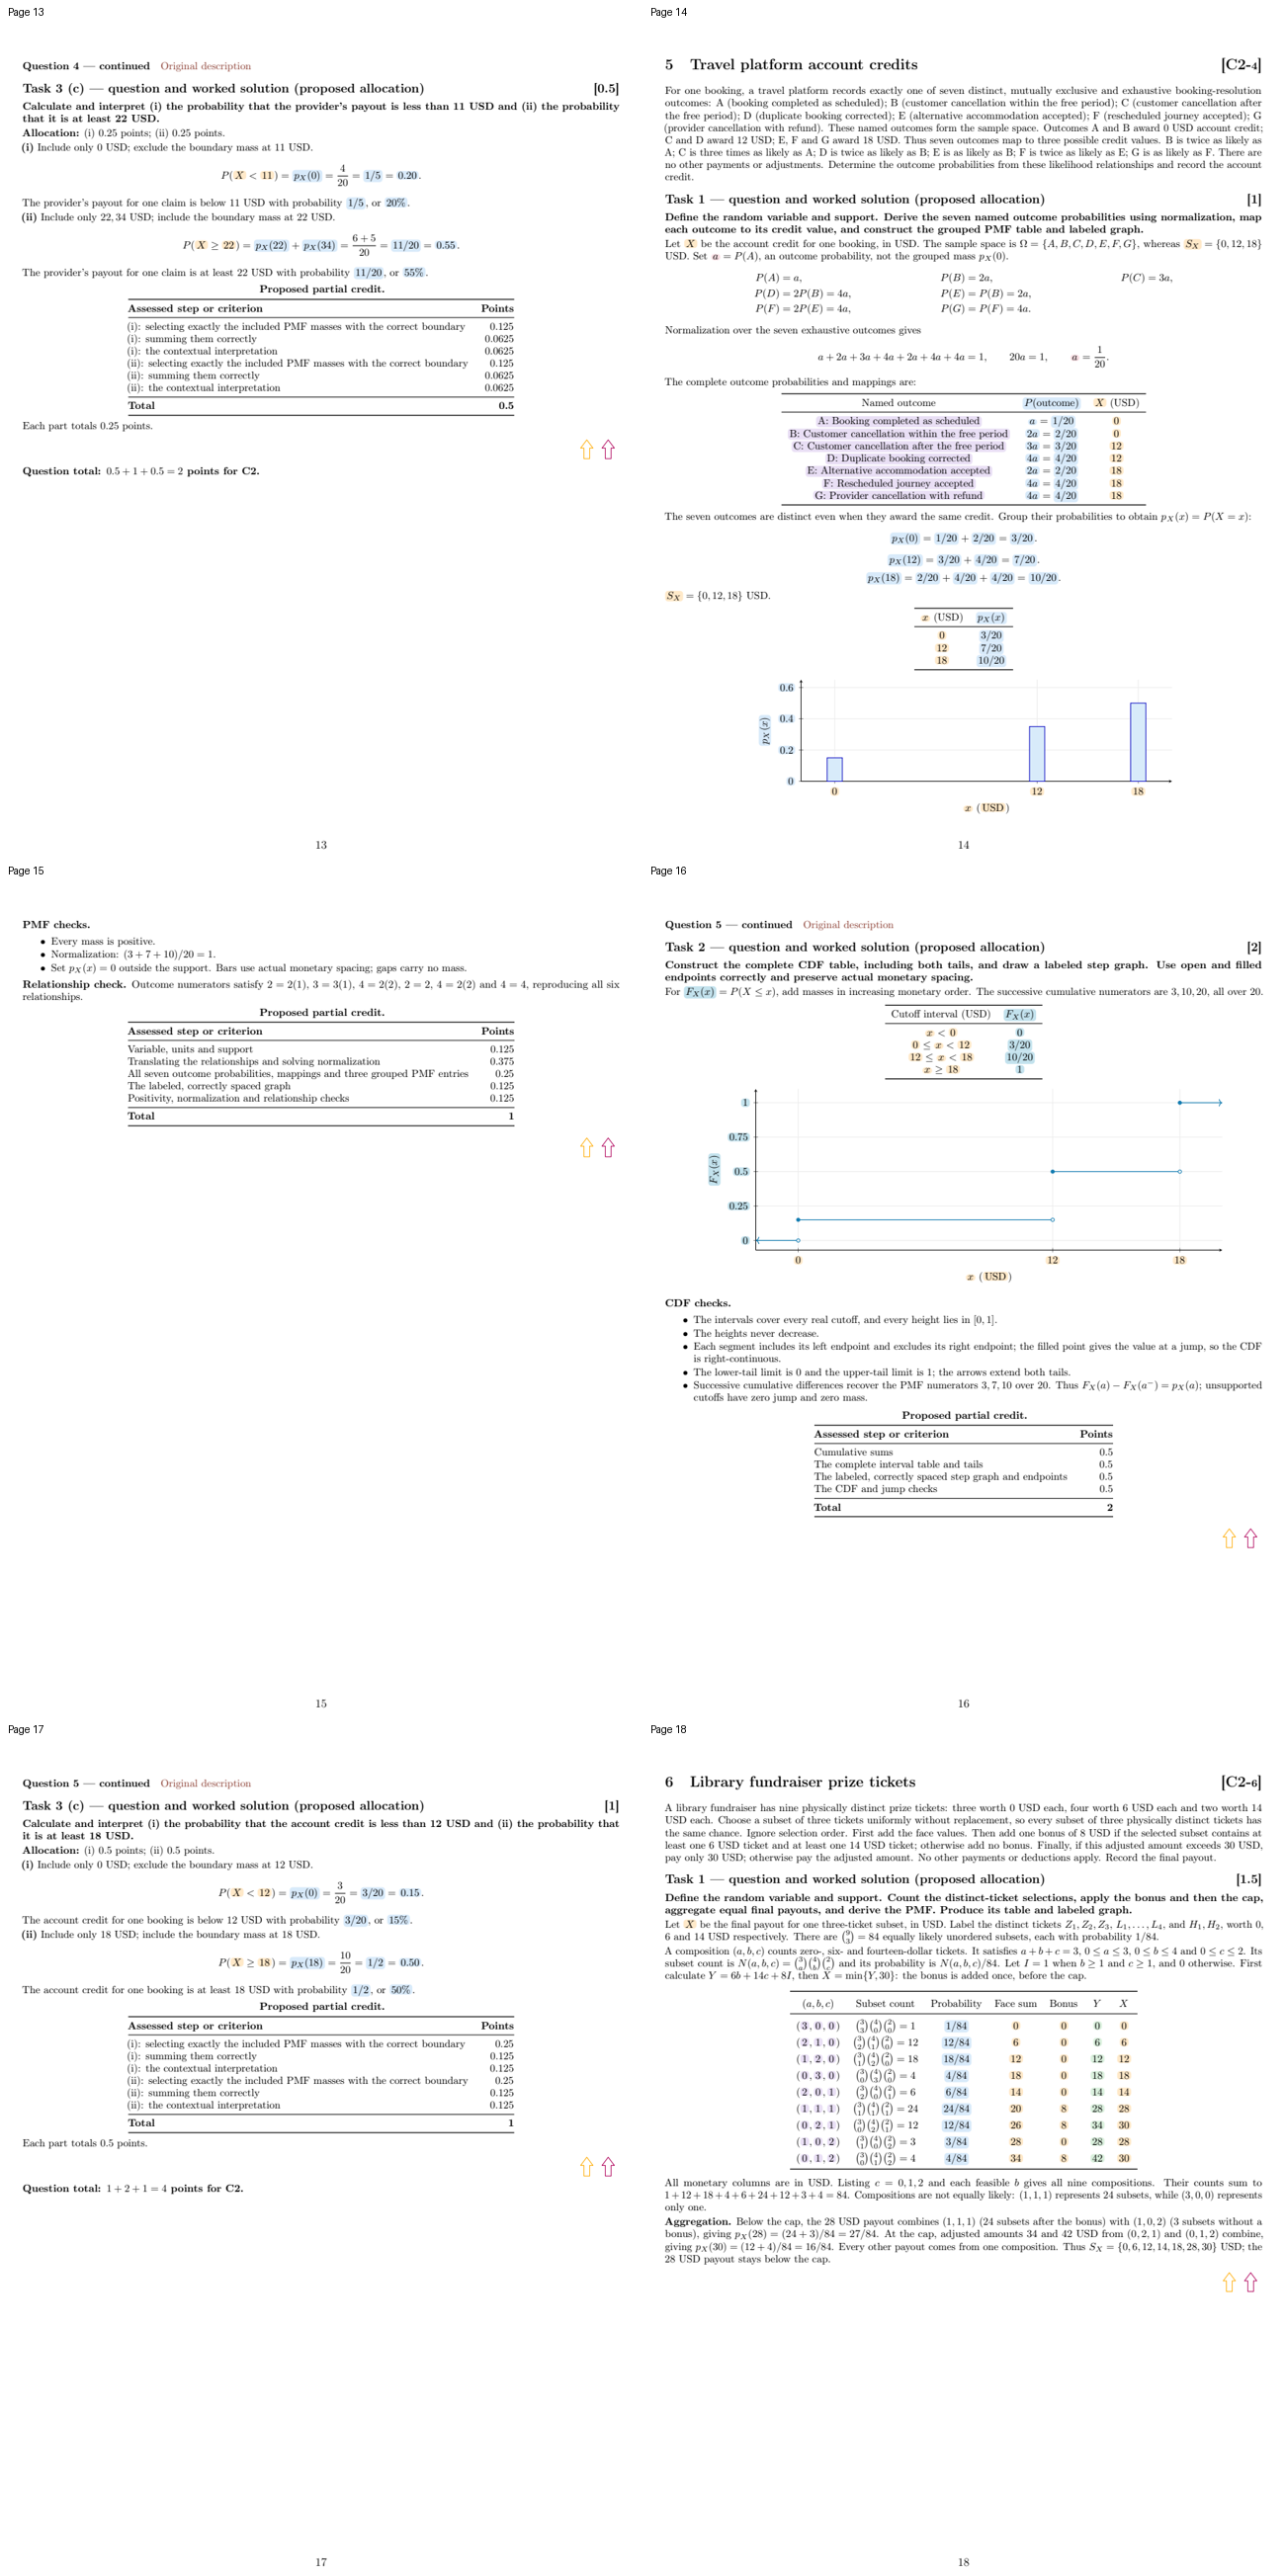 Page 13
Question 4 — continued Original description
Task 3 (c) — question and worked solution (proposed allocation) [0.5]
Calculate and interpret (i) the probability that the provider's payout is less than 11 USD and (ii) the probability
that it is at least 22 USD.
Allocation: (i) 0.25 points; (ii) 0.25 points.
(i) Include only 0 USD; exclude the boundary mass at 11 USD.
P(X < 11) = p_X(0) = 4/20 = 1/5 = 0.20.
The provider's payout for one claim is below 11 USD with probability 1/5, or 20%.
(ii) Include only 22, 34 USD; include the boundary mass at 22 USD.
P(X ≥ 22) = p_X(22) + p_X(34) = (6 + 5)/20 = 11/20 = 0.55.
The provider's payout for one claim is at least 22 USD with probability 11/20, or 55%.
Proposed partial credit.
Assessed step or criterion Points
(i): selecting exactly the included PMF masses with the correct boundary 0.125
(i): summing them correctly 0.0625
(i): the contextual interpretation 0.0625
(ii): selecting exactly the included PMF masses with the correct boundary 0.125
(ii): summing them correctly 0.0625
(ii): the contextual interpretation 0.0625
Total 0.5
Each part totals 0.25 points.
Question total: 0.5 + 1 + 0.5 = 2 points for C2.
13
Page 14
5 Travel platform account credits [C2-4]
For one booking, a travel platform records exactly one of seven distinct, mutually exclusive and exhaustive booking-resolution
outcomes: A (booking completed as scheduled); B (customer cancellation within the free period); C (customer cancellation after
the free period); D (duplicate booking corrected); E (alternative accommodation accepted); F (rescheduled journey accepted); G
(provider cancellation with refund). These named outcomes form the sample space. Outcomes A and B award 0 USD account credit;
C and D award 12 USD; E, F and G award 18 USD. Thus seven outcomes map to three possible credit values. B is twice as likely as
A; C is three times as likely as A; D is twice as likely as B; E is as likely as B; F is twice as likely as E; G is as likely as F. There are
no other payments or adjustments. Determine the outcome probabilities from these likelihood relationships and record the account
credit.
Task 1 — question and worked solution (proposed allocation) [1]
Define the random variable and support. Derive the seven named outcome probabilities using normalization, map
each outcome to its credit value, and construct the grouped PMF table and labeled graph.
Let X be the account credit for one booking, in USD. The sample space is Ω = {A, B, C, D, E, F, G}, whereas S_X = {0, 12, 18}
USD. Set a = P(A), an outcome probability, not the grouped mass p_X(0).
P(A) = a, P(B) = 2a, P(C) = 3a,
P(D) = 2P(B) = 4a, P(E) = P(B) = 2a,
P(F) = 2P(E) = 4a, P(G) = P(F) = 4a.
Normalization over the seven exhaustive outcomes gives
a + 2a + 3a + 4a + 2a + 4a + 4a = 1, 20a = 1, a = 1/20.
The complete outcome probabilities and mappings are:
Named outcome P(outcome) X (USD)
A: Booking completed as scheduled a = 1/20 0
B: Customer cancellation within the free period 2a = 2/20 0
C: Customer cancellation after the free period 3a = 3/20 12
D: Duplicate booking corrected 4a = 4/20 12
E: Alternative accommodation accepted 2a = 2/20 18
F: Rescheduled journey accepted 4a = 4/20 18
G: Provider cancellation with refund 4a = 4/20 18
The seven outcomes are distinct even when they award the same credit. Group their probabilities to obtain p_X(x) = P(X = x):
p_X(0) = 1/20 + 2/20 = 3/20.
p_X(12) = 3/20 + 4/20 = 7/20.
p_X(18) = 2/20 + 4/20 + 4/20 = 10/20.
S_X = {0, 12, 18} USD.
x (USD) p_X(x)
0 3/20
12 7/20
18 10/20
0.6
0.4
0.2
0
p_X(x)
0 12 18
x (USD)
14
Page 15
PMF checks.
• Every mass is positive.
• Normalization: (3 + 7 + 10)/20 = 1.
• Set p_X(x) = 0 outside the support. Bars use actual monetary spacing; gaps carry no mass.
Relationship check. Outcome numerators satisfy 2 = 2(1), 3 = 3(1), 4 = 2(2), 2 = 2, 4 = 2(2) and 4 = 4, reproducing all six
relationships.
Proposed partial credit.
Assessed step or criterion Points
Variable, units and support 0.125
Translating the relationships and solving normalization 0.375
All seven outcome probabilities, mappings and three grouped PMF entries 0.25
The labeled, correctly spaced graph 0.125
Positivity, normalization and relationship checks 0.125
Total 1
15
Page 16
Question 5 — continued Original description
Task 2 — question and worked solution (proposed allocation) [2]
Construct the complete CDF table, including both tails, and draw a labeled step graph. Use open and filled
endpoints correctly and preserve actual monetary spacing.
For F_X(x) = P(X ≤ x), add masses in increasing monetary order. The successive cumulative numerators are 3, 10, 20, all over 20.
Cutoff interval (USD) F_X(x)
x < 0 0
0 ≤ x < 12 3/20
12 ≤ x < 18 10/20
x ≥ 18 1
1
0.75
0.5
0.25
0
F_X(x)
0 12 18
x (USD)
CDF checks.
• The intervals cover every real cutoff, and every height lies in [0, 1].
• The heights never decrease.
• Each segment includes its left endpoint and excludes its right endpoint; the filled point gives the value at a jump, so the CDF
is right-continuous.
• The lower-tail limit is 0 and the upper-tail limit is 1; the arrows extend both tails.
• Successive cumulative differences recover the PMF numerators 3, 7, 10 over 20. Thus F_X(a) − F_X(a⁻) = p_X(a); unsupported
cutoffs have zero jump and zero mass.
Proposed partial credit.
Assessed step or criterion Points
Cumulative sums 0.5
The complete interval table and tails 0.5
The labeled, correctly spaced step graph and endpoints 0.5
The CDF and jump checks 0.5
Total 2
16
Page 17
Question 5 — continued Original description
Task 3 (c) — question and worked solution (proposed allocation) [1]
Calculate and interpret (i) the probability that the account credit is less than 12 USD and (ii) the probability that
it is at least 18 USD.
Allocation: (i) 0.5 points; (ii) 0.5 points.
(i) Include only 0 USD; exclude the boundary mass at 12 USD.
P(X < 12) = p_X(0) = 3/20 = 3/20 = 0.15.
The account credit for one booking is below 12 USD with probability 3/20, or 15%.
(ii) Include only 18 USD; include the boundary mass at 18 USD.
P(X ≥ 18) = p_X(18) = 10/20 = 1/2 = 0.50.
The account credit for one booking is at least 18 USD with probability 1/2, or 50%.
Proposed partial credit.
Assessed step or criterion Points
(i): selecting exactly the included PMF masses with the correct boundary 0.25
(i): summing them correctly 0.125
(i): the contextual interpretation 0.125
(ii): selecting exactly the included PMF masses with the correct boundary 0.25
(ii): summing them correctly 0.125
(ii): the contextual interpretation 0.125
Total 1
Each part totals 0.5 points.
Question total: 1 + 2 + 1 = 4 points for C2.
17
Page 18
6 Library fundraiser prize tickets [C2-6]
A library fundraiser has nine physically distinct prize tickets: three worth 0 USD each, four worth 6 USD each and two worth 14
USD each. Choose a subset of three tickets uniformly without replacement, so every subset of three physically distinct tickets has
the same chance. Ignore selection order. First add the face values. Then add one bonus of 8 USD if the selected subset contains at
least one 6 USD ticket and at least one 14 USD ticket; otherwise add no bonus. Finally, if this adjusted amount exceeds 30 USD,
pay only 30 USD; otherwise pay the adjusted amount. No other payments or deductions apply. Record the final payout.
Task 1 — question and worked solution (proposed allocation) [1.5]
Define the random variable and support. Count the distinct-ticket selections, apply the bonus and then the cap,
aggregate equal final payouts, and derive the PMF. Produce its table and labeled graph.
Let X be the final payout for one three-ticket subset, in USD. Label the distinct tickets Z₁, Z₂, Z₃, L₁, …, L₄, and H₁, H₂, worth 0,
6 and 14 USD respectively. There are (9 3) = 84 equally likely unordered subsets, each with probability 1/84.
A composition (a, b, c) counts zero-, six- and fourteen-dollar tickets. It satisfies a + b + c = 3, 0 ≤ a ≤ 3, 0 ≤ b ≤ 4 and 0 ≤ c ≤ 2. Its
subset count is N(a, b, c) = (3 a)(4 b)(2 c) and its probability is N(a, b, c)/84. Let I = 1 when b ≥ 1 and c ≥ 1, and 0 otherwise. First
calculate Y = 6b + 14c + 8I, then X = min{Y, 30}: the bonus is added once, before the cap.
(a, b, c) Subset count Probability Face sum Bonus Y X
(3, 0, 0) (3 3)(4 0)(2 0) = 1 1/84 0 0 0 0
(2, 1, 0) (3 2)(4 1)(2 0) = 12 12/84 6 0 6 6
(1, 2, 0) (3 1)(4 2)(2 0) = 18 18/84 12 0 12 12
(0, 3, 0) (3 0)(4 3)(2 0) = 4 4/84 18 0 18 18
(2, 0, 1) (3 2)(4 0)(2 1) = 6 6/84 14 0 14 14
(1, 1, 1) (3 1)(4 1)(2 1) = 24 24/84 20 8 28 28
(0, 2, 1) (3 0)(4 2)(2 1) = 12 12/84 26 8 34 30
(1, 0, 2) (3 1)(4 0)(2 2) = 3 3/84 28 0 28 28
(0, 1, 2) (3 0)(4 1)(2 2) = 4 4/84 34 8 42 30
All monetary columns are in USD. Listing c = 0, 1, 2 and each feasible b gives all nine compositions. Their counts sum to
1 + 12 + 18 + 4 + 6 + 24 + 12 + 3 + 4 = 84. Compositions are not equally likely: (1, 1, 1) represents 24 subsets, while (3, 0, 0) represents
only one.
Aggregation. Below the cap, the 28 USD payout combines (1, 1, 1) (24 subsets after the bonus) with (1, 0, 2) (3 subsets without a
bonus), giving p_X(28) = (24 + 3)/84 = 27/84. At the cap, adjusted amounts 34 and 42 USD from (0, 2, 1) and (0, 1, 2) combine,
giving p_X(30) = (12 + 4)/84 = 16/84. Every other payout comes from one composition. Thus S_X = {0, 6, 12, 14, 18, 28, 30} USD; the
28 USD payout stays below the cap.
18